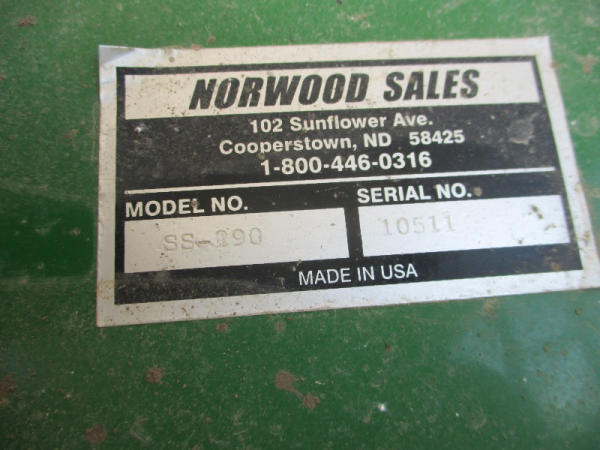 NORWOOD SALES
102 Sunflower Ave.
Cooperstown, ND 58425
1-800-446-0316
MODEL NO.
SERIAL NO.
10511
MADE IN USA